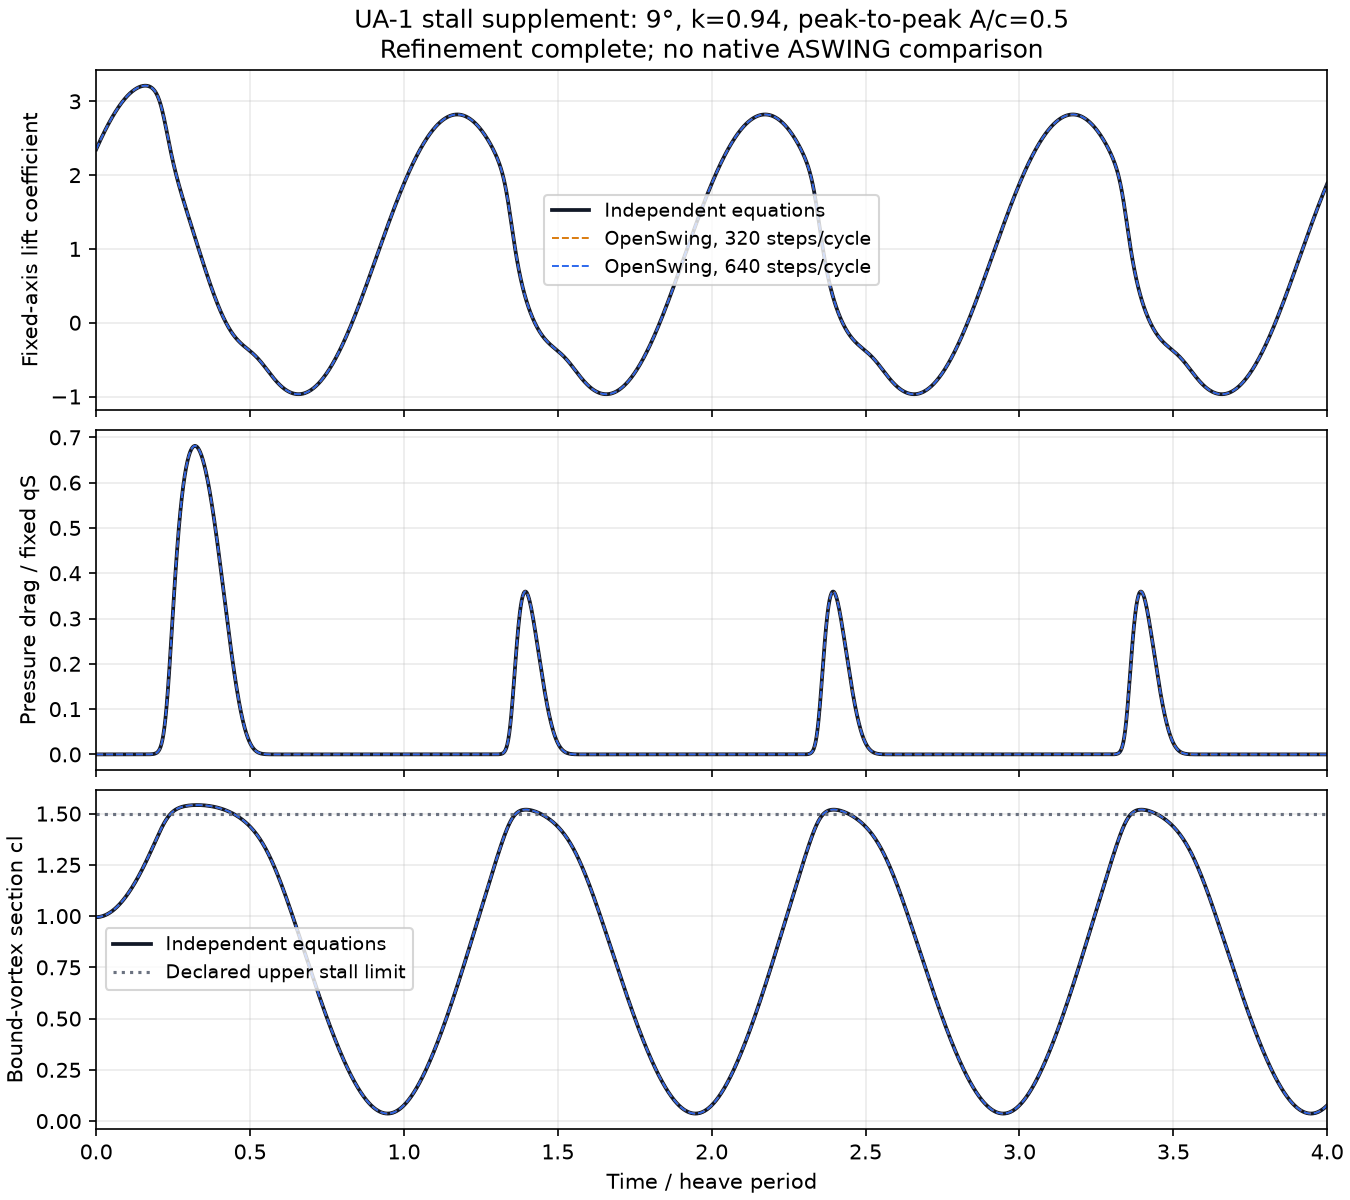 UA-1 stall supplement: 9°, k=0.94, peak-to-peak A/c=0.5
Refinement complete; no native ASWING comparison
Fixed-axis lift coefficient
3
2
1
0
−1
Independent equations
OpenSwing, 320 steps/cycle
OpenSwing, 640 steps/cycle
Pressure drag / fixed qS
0.7
0.6
0.5
0.4
0.3
0.2
0.1
0.0
Bound-vortex section cl
1.50
1.25
1.00
0.75
0.50
0.25
0.00
Independent equations
Declared upper stall limit
0.0 0.5 1.0 1.5 2.0 2.5 3.0 3.5 4.0
Time / heave period